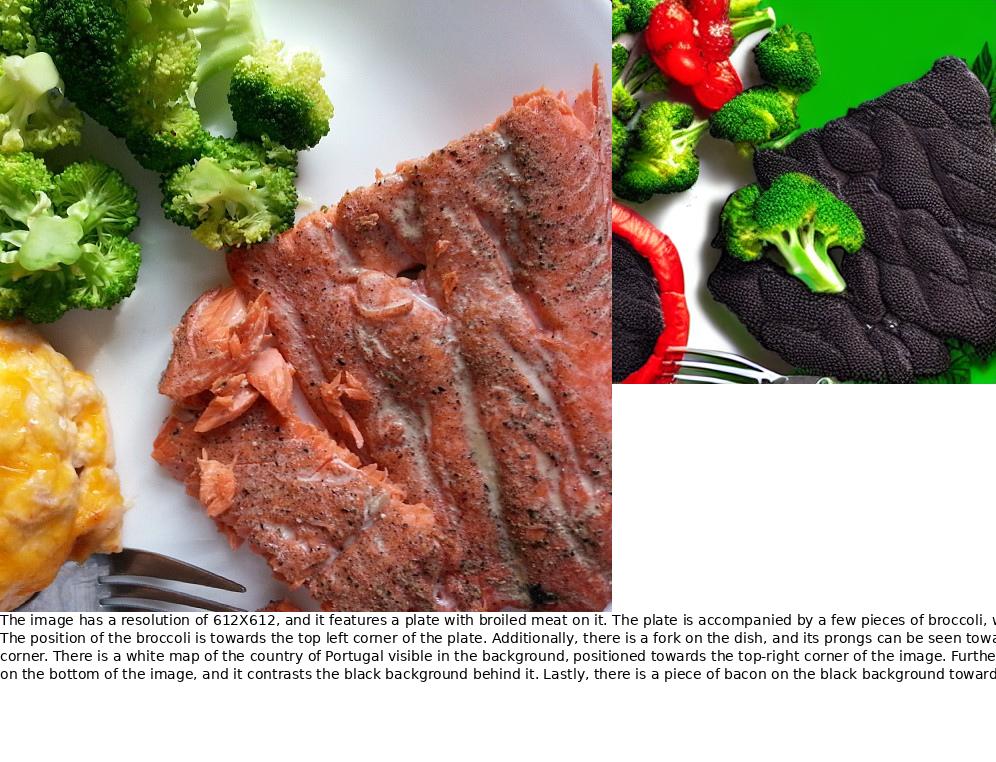 The image has a resolution of 612X612, and it features a plate with broiled meat on it. The plate is accompanied by a few pieces of broccoli,
The position of the broccoli is towards the top left corner of the plate. Additionally, there is a fork on the dish, and its prongs can be seen
corner. There is a white map of the country of Portugal visible in the background, positioned towards the top-right corner of the image.
on the bottom of the image, and it contrasts the black background behind it. Lastly, there is a piece of bacon on the black background